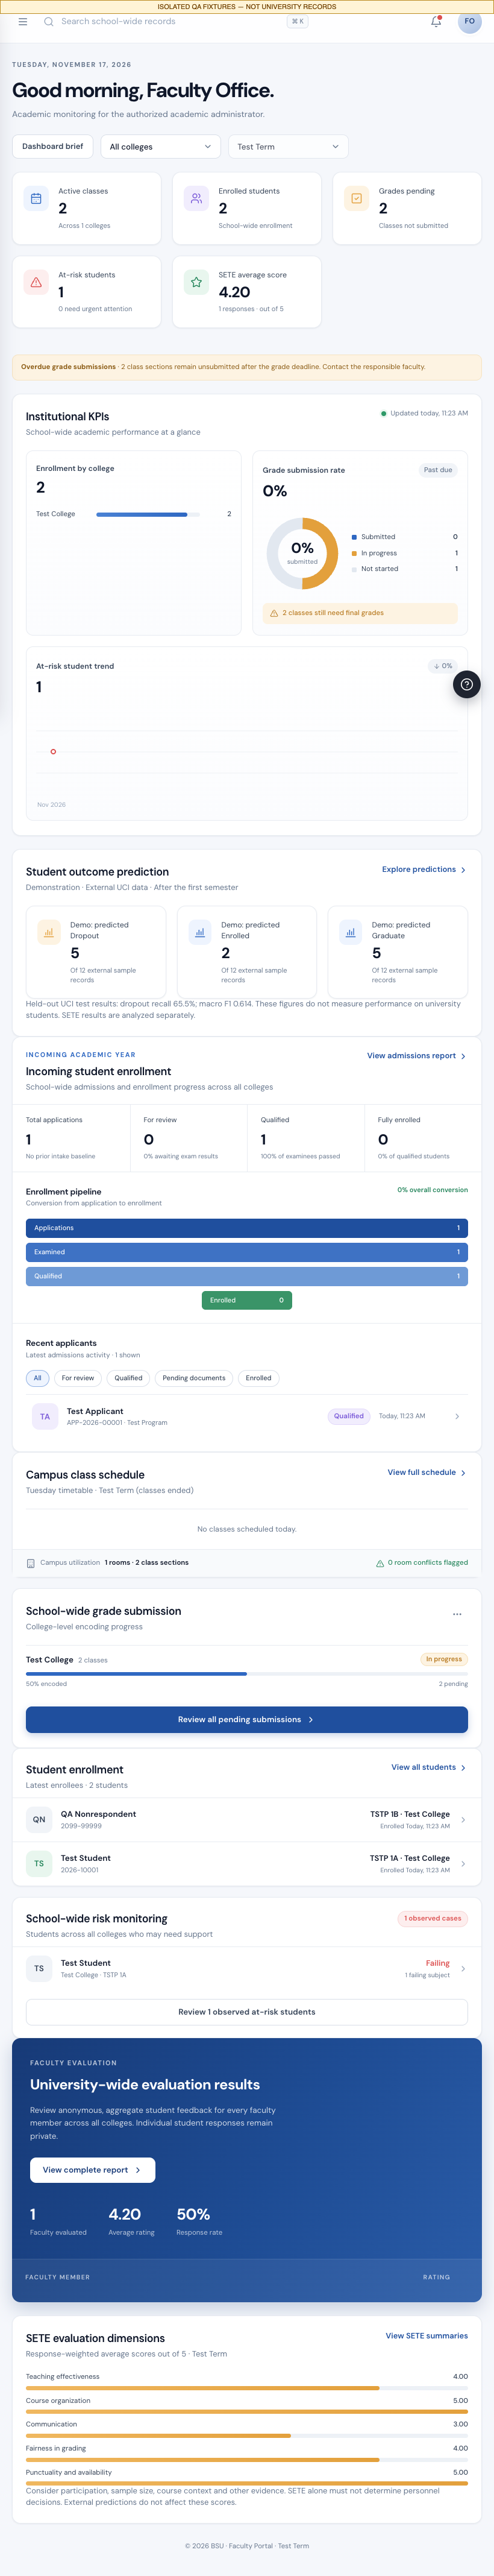 ISOLATED QA FIXTURES — NOT UNIVERSITY RECORDS
Search school-wide records
⌘ K
FO
TUESDAY, NOVEMBER 17, 2026
Good morning, Faculty Office.
Academic monitoring for the authorized academic administrator.
Dashboard brief
All colleges
Test Term
Active classes
2
Across 1 colleges
Enrolled students
2
School-wide enrollment
Grades pending
2
Classes not submitted
At-risk students
1
0 need urgent attention
SETE average score
4.20
1 responses · out of 5
Overdue grade submissions · 2 class sections remain unsubmitted after the grade deadline. Contact the responsible faculty.
Institutional KPIs
School-wide academic performance at a glance
Updated today, 11:23 AM
Enrollment by college
2
Test College 2
Grade submission rate
Past due
0%
0%
submitted
Submitted 0
In progress 1
Not started 1
2 classes still need final grades
At-risk student trend
↓ 0%
1
Nov 2026
Student outcome prediction
Explore predictions
Demonstration · External UCI data · After the first semester
Demo: predicted
Dropout
5
Of 12 external sample
records
Demo: predicted
Enrolled
2
Of 12 external sample
records
Demo: predicted
Graduate
5
Of 12 external sample
records
Held-out UCI test results: dropout recall 65.5%; macro F1 0.614. These figures do not measure performance on university
students. SETE results are analyzed separately.
INCOMING ACADEMIC YEAR
View admissions report
Incoming student enrollment
School-wide admissions and enrollment progress across all colleges
Total applications
1
No prior intake baseline
For review
0
0% awaiting exam results
Qualified
1
100% of examinees passed
Fully enrolled
0
0% of qualified students
Enrollment pipeline
0% overall conversion
Conversion from application to enrollment
Applications 1
Examined 1
Qualified 1
Enrolled 0
Recent applicants
Latest admissions activity · 1 shown
All
For review
Qualified
Pending documents
Enrolled
TA
Test Applicant
APP-2026-00001 · Test Program
Qualified
Today, 11:23 AM
Campus class schedule
View full schedule
Tuesday timetable · Test Term (classes ended)
No classes scheduled today.
Campus utilization 1 rooms · 2 class sections
0 room conflicts flagged
School-wide grade submission
...
College-level encoding progress
Test College 2 classes
In progress
50% encoded
2 pending
Review all pending submissions
Student enrollment
View all students
Latest enrollees · 2 students
QN
QA Nonrespondent
2099-99999
TSTP 1B · Test College
Enrolled Today, 11:23 AM
TS
Test Student
2026-10001
TSTP 1A · Test College
Enrolled Today, 11:23 AM
School-wide risk monitoring
1 observed cases
Students across all colleges who may need support
TS
Test Student
Test College · TSTP 1A
Failing
1 failing subject
Review 1 observed at-risk students
FACULTY EVALUATION
University-wide evaluation results
Review anonymous, aggregate student feedback for every faculty
member across all colleges. Individual student responses remain
private.
View complete report
1
Faculty evaluated
4.20
Average rating
50%
Response rate
FACULTY MEMBER
RATING
SETE evaluation dimensions
View SETE summaries
Response-weighted average scores out of 5 · Test Term
Teaching effectiveness 4.00
Course organization 5.00
Communication 3.00
Fairness in grading 4.00
Punctuality and availability 5.00
Consider participation, sample size, course context and other evidence. SETE alone must not determine personnel
decisions. External predictions do not affect these scores.
© 2026 BSU · Faculty Portal · Test Term